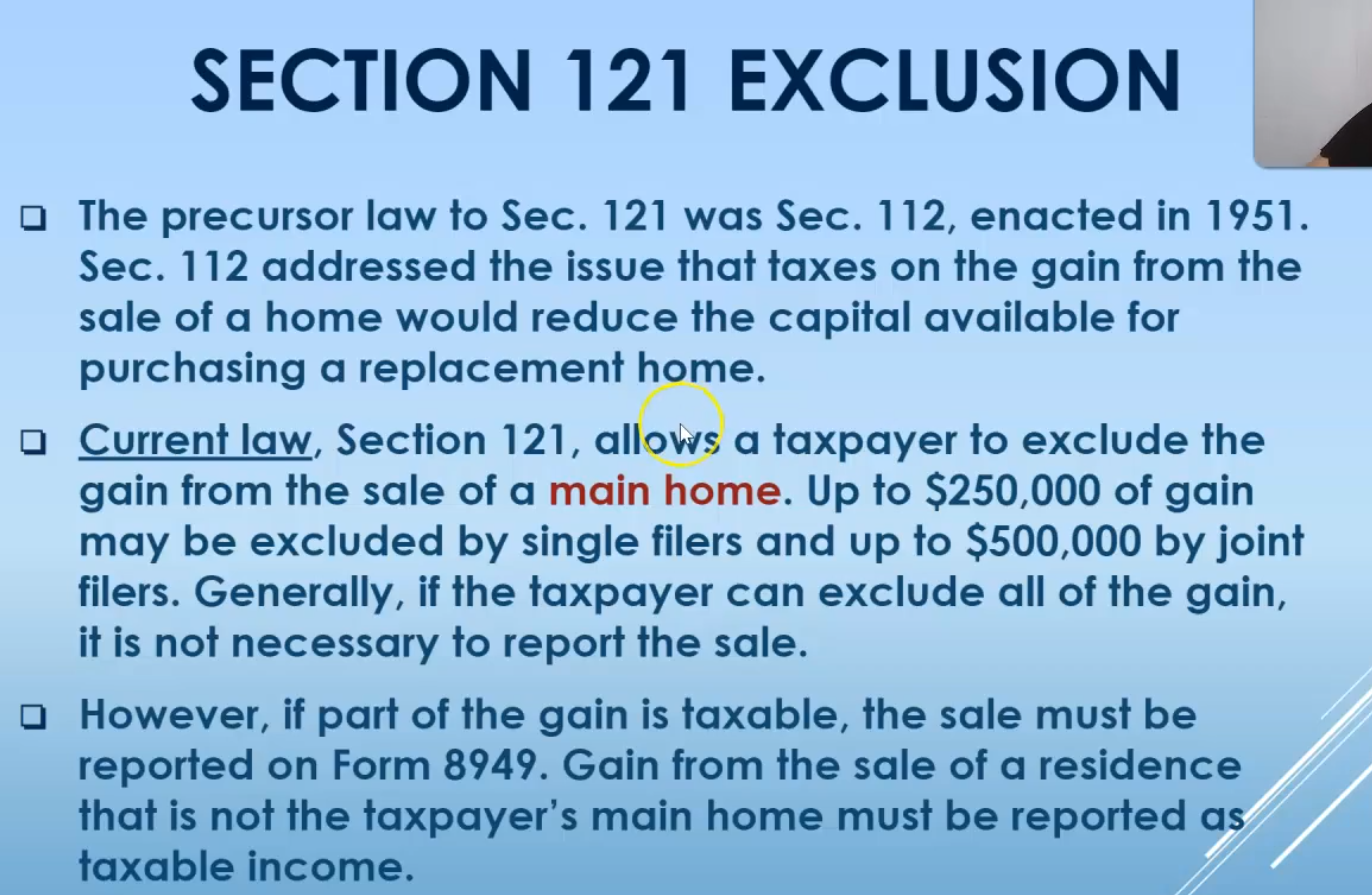 SECTION 121 EXCLUSION
❑ The precursor law to Sec. 121 was Sec. 112, enacted in 1951.
Sec. 112 addressed the issue that taxes on the gain from the
sale of a home would reduce the capital available for
purchasing a replacement home.
❑ Current law, Section 121, allows a taxpayer to exclude the
gain from the sale of a main home. Up to $250,000 of gain
may be excluded by single filers and up to $500,000 by joint
filers. Generally, if the taxpayer can exclude all of the gain,
it is not necessary to report the sale.
❑ However, if part of the gain is taxable, the sale must be
reported on Form 8949. Gain from the sale of a residence
that is not the taxpayer’s main home must be reported as
taxable income.